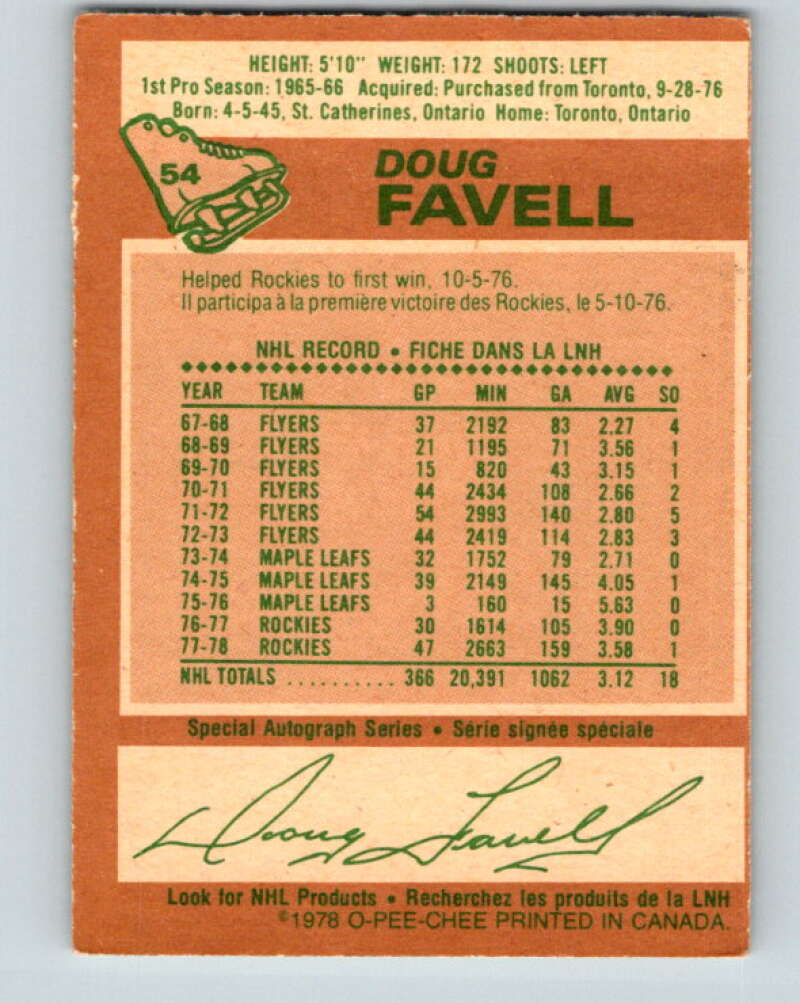 HEIGHT: 5'10" WEIGHT: 172 SHOOTS: LEFT
1st Pro Season: 1965-66 Acquired: Purchased from Toronto, 9-28-76
Born: 4-5-45, St. Catherines, Ontario Home: Toronto, Ontario
54
DOUG
FAVELL
Helped Rockies to first win, 10-5-76.
Il participa à la première victoire des Rockies, le 5-10-76.
NHL RECORD • FICHE DANS LA LNH
YEAR TEAM GP MIN GA AVG SO
67-68 FLYERS 37 2192 83 2.27 4
68-69 FLYERS 21 1195 71 3.56 1
69-70 FLYERS 15 820 43 3.15 1
70-71 FLYERS 44 2434 108 2.66 2
71-72 FLYERS 54 2993 140 2.80 5
72-73 FLYERS 44 2419 114 2.83 3
73-74 MAPLE LEAFS 32 1752 79 2.71 0
74-75 MAPLE LEAFS 39 2149 145 4.05 1
75-76 MAPLE LEAFS 3 160 15 5.63 0
76-77 ROCKIES 30 1614 105 3.90 0
77-78 ROCKIES 47 2663 159 3.58 1
NHL TOTALS .......... 366 20,391 1062 3.12 18
Special Autograph Series • Série signée spéciale
Doug Favell
Look for NHL Products • Recherchez les produits de la LNH
©1978 O-PEE-CHEE PRINTED IN CANADA.